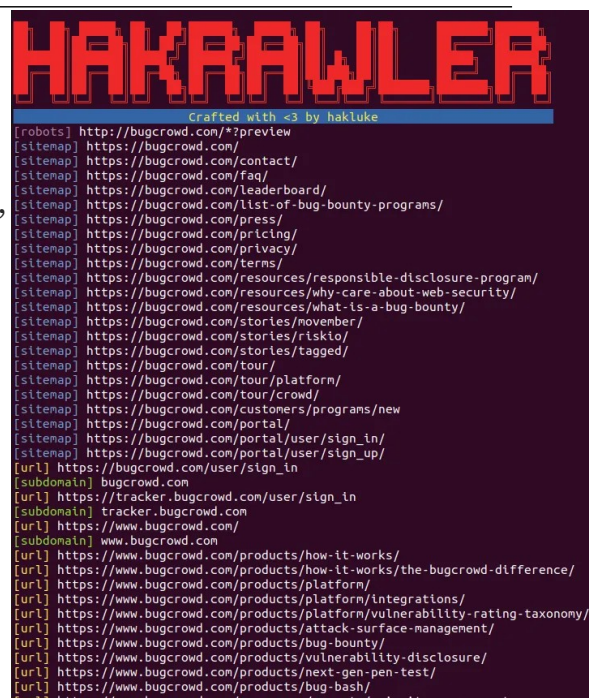 HAKRAWLER
Crafted with <3 by hakluke
[robots] http://bugcrowd.com/*?preview
[sitemap] https://bugcrowd.com/
[sitemap] https://bugcrowd.com/contact/
[sitemap] https://bugcrowd.com/faq/
[sitemap] https://bugcrowd.com/leaderboard/
[sitemap] https://bugcrowd.com/list-of-bug-bounty-programs/
,
[sitemap] https://bugcrowd.com/press/
[sitemap] https://bugcrowd.com/pricing/
[sitemap] https://bugcrowd.com/privacy/
[sitemap] https://bugcrowd.com/terms/
[sitemap] https://bugcrowd.com/resources/responsible-disclosure-program/
[sitemap] https://bugcrowd.com/resources/why-care-about-web-security/
[sitemap] https://bugcrowd.com/resources/what-is-a-bug-bounty/
[sitemap] https://bugcrowd.com/stories/movember/
[sitemap] https://bugcrowd.com/stories/riskio/
[sitemap] https://bugcrowd.com/stories/tagged/
[sitemap] https://bugcrowd.com/tour/
[sitemap] https://bugcrowd.com/tour/platform/
[sitemap] https://bugcrowd.com/tour/crowd/
[sitemap] https://bugcrowd.com/customers/programs/new
[sitemap] https://bugcrowd.com/portal/
[sitemap] https://bugcrowd.com/portal/user/sign_in/
[sitemap] https://bugcrowd.com/portal/user/sign_up/
[url] https://bugcrowd.com/user/sign_in
[subdomain] bugcrowd.com
[url] https://tracker.bugcrowd.com/user/sign_in
[subdomain] tracker.bugcrowd.com
[url] https://www.bugcrowd.com/
[subdomain] www.bugcrowd.com
[url] https://www.bugcrowd.com/products/how-it-works/
[url] https://www.bugcrowd.com/products/how-it-works/the-bugcrowd-difference/
[url] https://www.bugcrowd.com/products/platform/
[url] https://www.bugcrowd.com/products/platform/integrations/
[url] https://www.bugcrowd.com/products/platform/vulnerability-rating-taxonomy/
[url] https://www.bugcrowd.com/products/attack-surface-management/
[url] https://www.bugcrowd.com/products/bug-bounty/
[url] https://www.bugcrowd.com/products/vulnerability-disclosure/
[url] https://www.bugcrowd.com/products/next-gen-pen-test/
[url] https://www.bugcrowd.com/products/bug-bash/